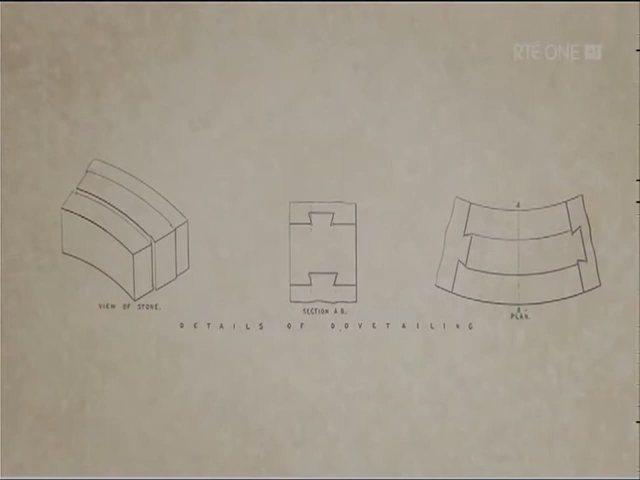 RTÉ ONE
A
VIEW OF STONE.
SECTION A.B.
B
PLAN.
DETAILS OF DOVETAILING